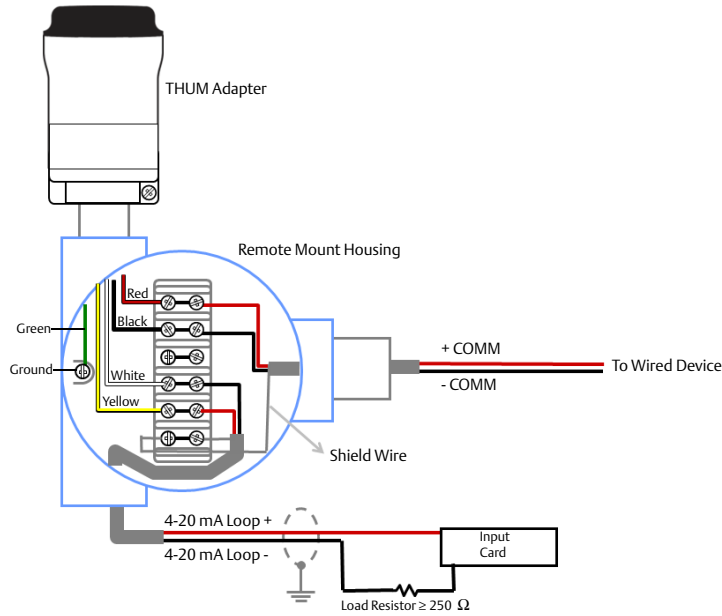 THUM Adapter
Remote Mount Housing
Red
Black
Green
Ground
White
Yellow
+ COMM
- COMM
To Wired Device
Shield Wire
4-20 mA Loop +
4-20 mA Loop -
Input
Card
Load Resistor ≥ 250 Ω